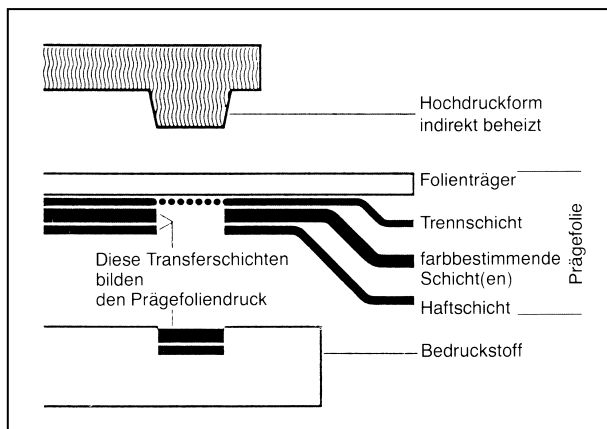 Hochdruckform
indirekt beheizt
Folienträger
Trennschicht
farbbestimmende
Schicht(en)
Haftschicht
Prägefolie
Diese Transferschichten
bilden
den Prägefoliendruck
Bedruckstoff